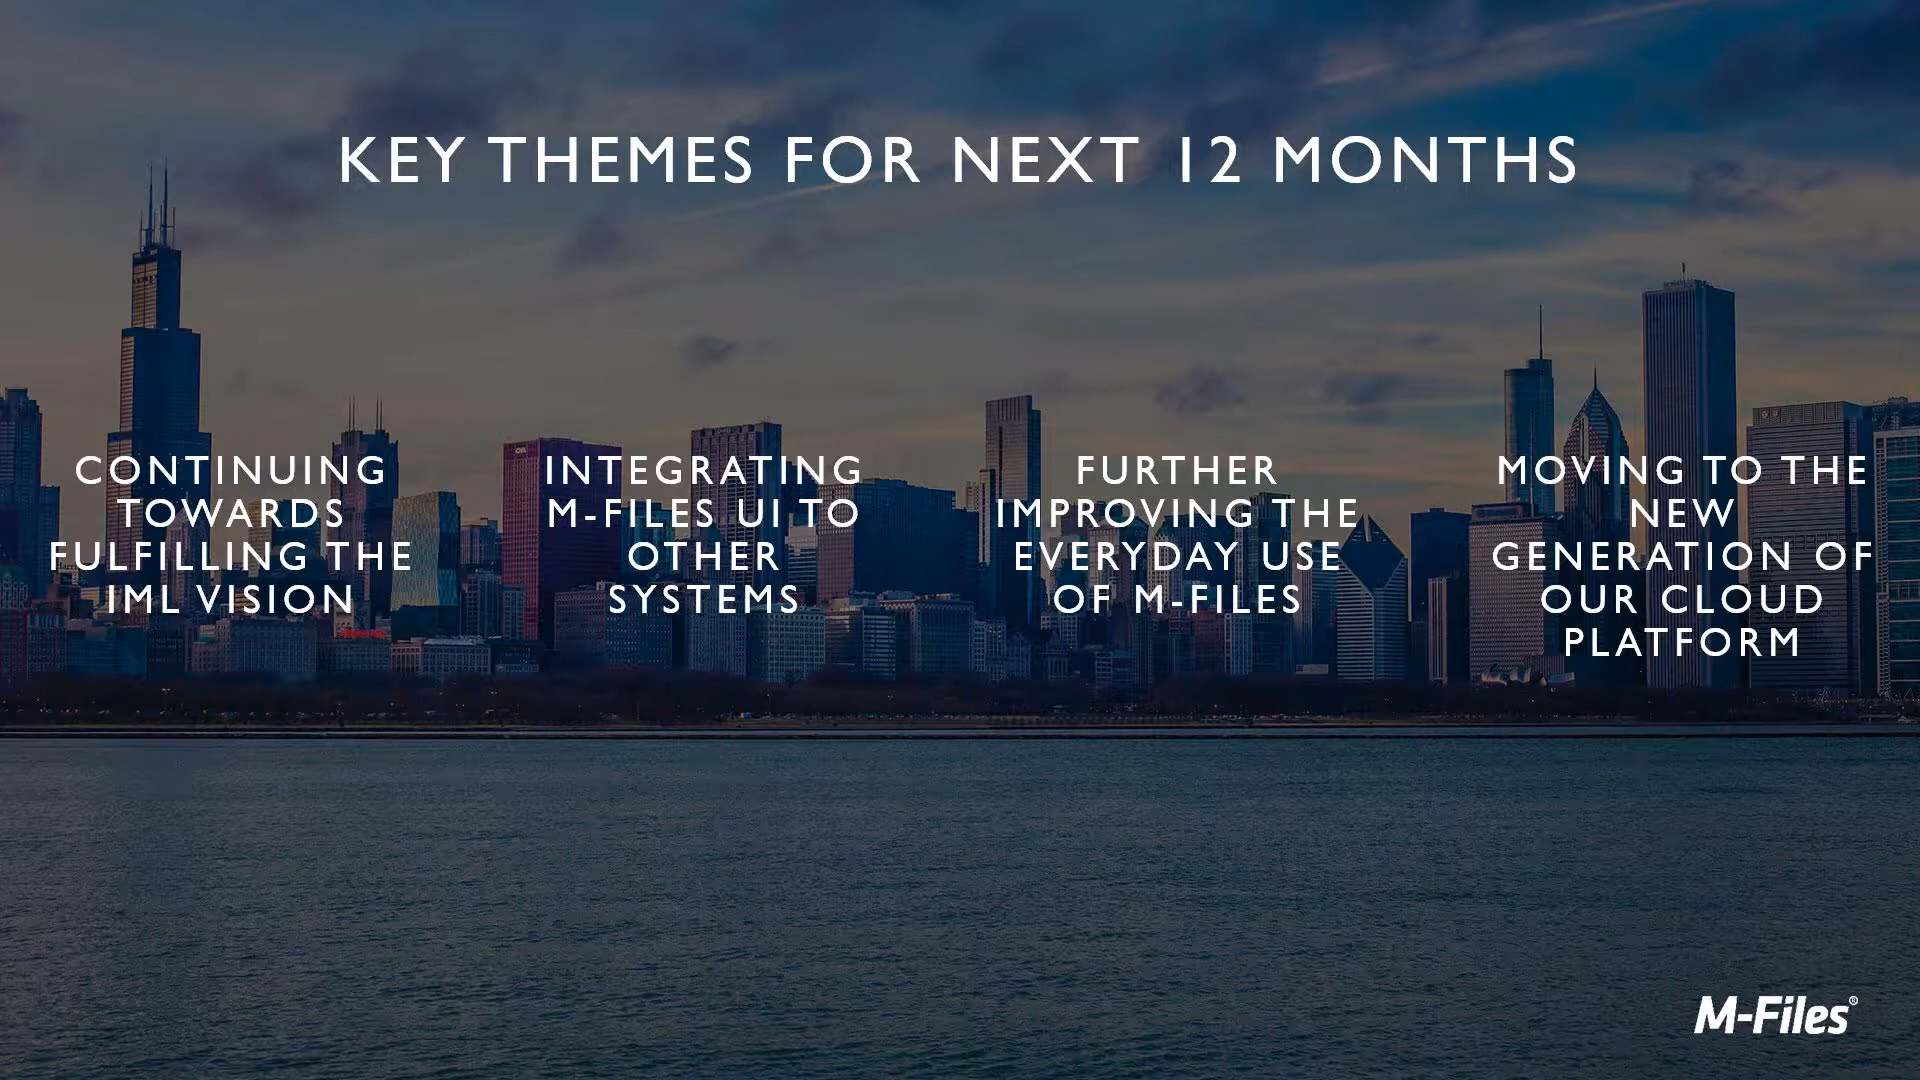 KEY THEMES FOR NEXT 12 MONTHS
CONTINUING
TOWARDS
FULFILLING THE
IML VISION
INTEGRATING
M-FILES UI TO
OTHER
SYSTEMS
FURTHER
IMPROVING THE
EVERYDAY USE
OF M-FILES
MOVING TO THE
NEW
GENERATION OF
OUR CLOUD
PLATFORM
M-Files®